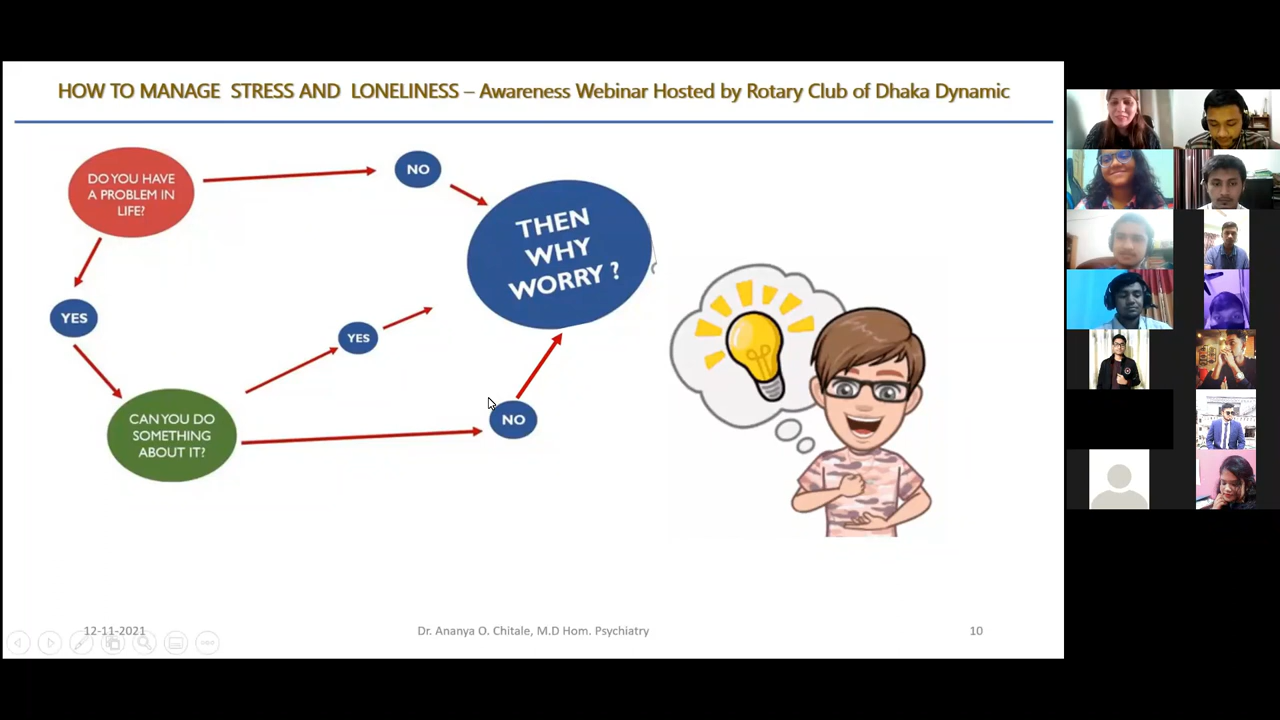 HOW TO MANAGE STRESS AND LONELINESS – Awareness Webinar Hosted by Rotary Club of Dhaka Dynamic
DO YOU HAVE
A PROBLEM IN
LIFE?
NO
THEN
WHY
WORRY ?
YES
YES
CAN YOU DO
SOMETHING
ABOUT IT?
NO
12-11-2021
Dr. Ananya O. Chitale, M.D Hom. Psychiatry
10